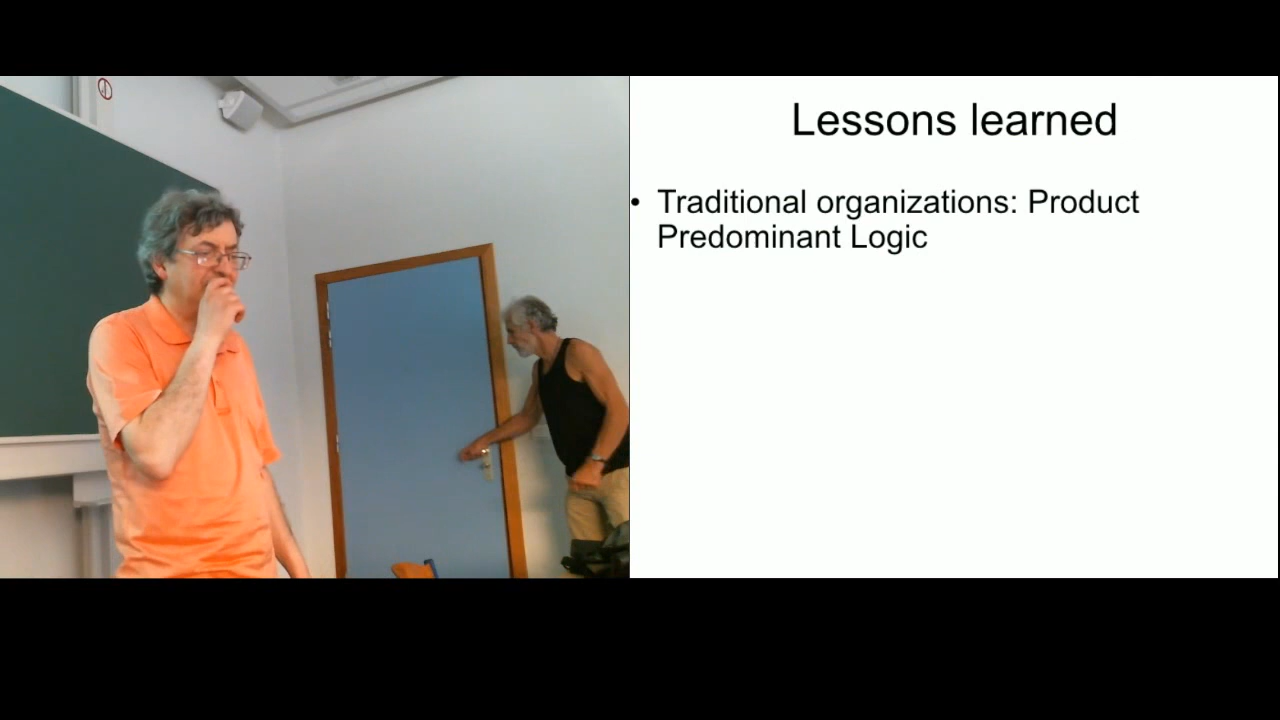 Lessons learned
• Traditional organizations: Product
Predominant Logic